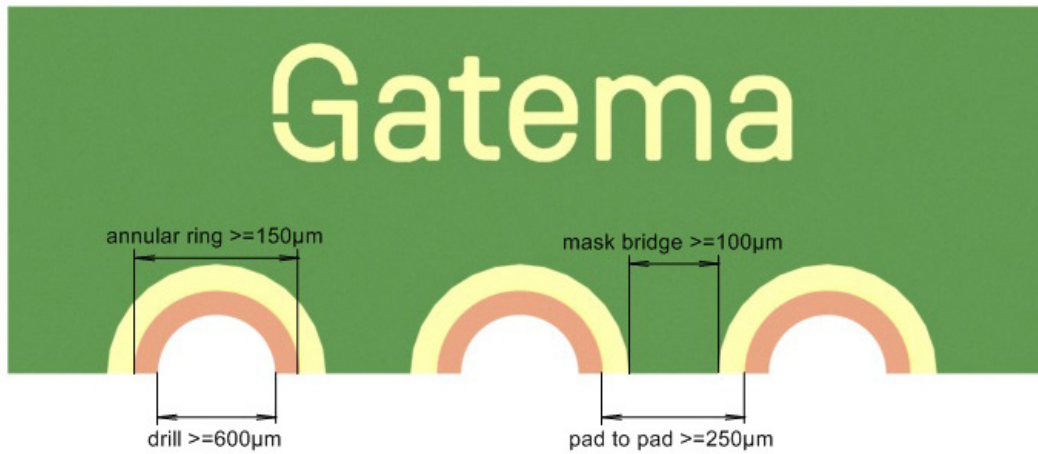 Gatema
annular ring >=150µm
mask bridge >=100µm
drill >=600µm
pad to pad >=250µm